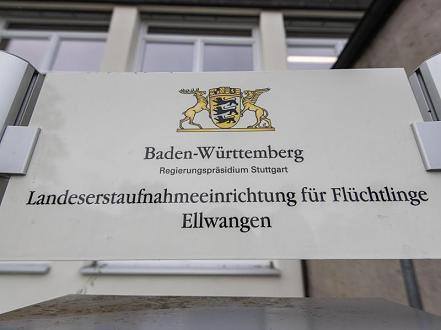 Baden-Württemberg
Regierungspräsidium Stuttgart
Landeserstaufnahmeeinrichtung für Flüchtlinge
Ellwangen